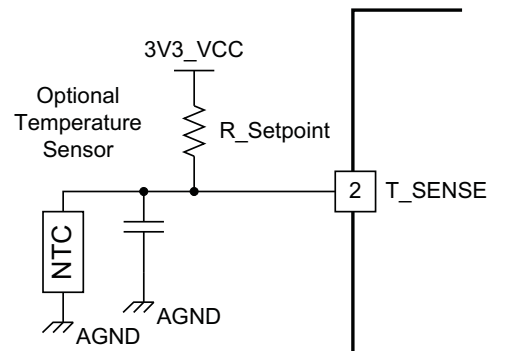 3V3_VCC
Optional
Temperature
Sensor
R_Setpoint
2
T_SENSE
NTC
AGND
AGND